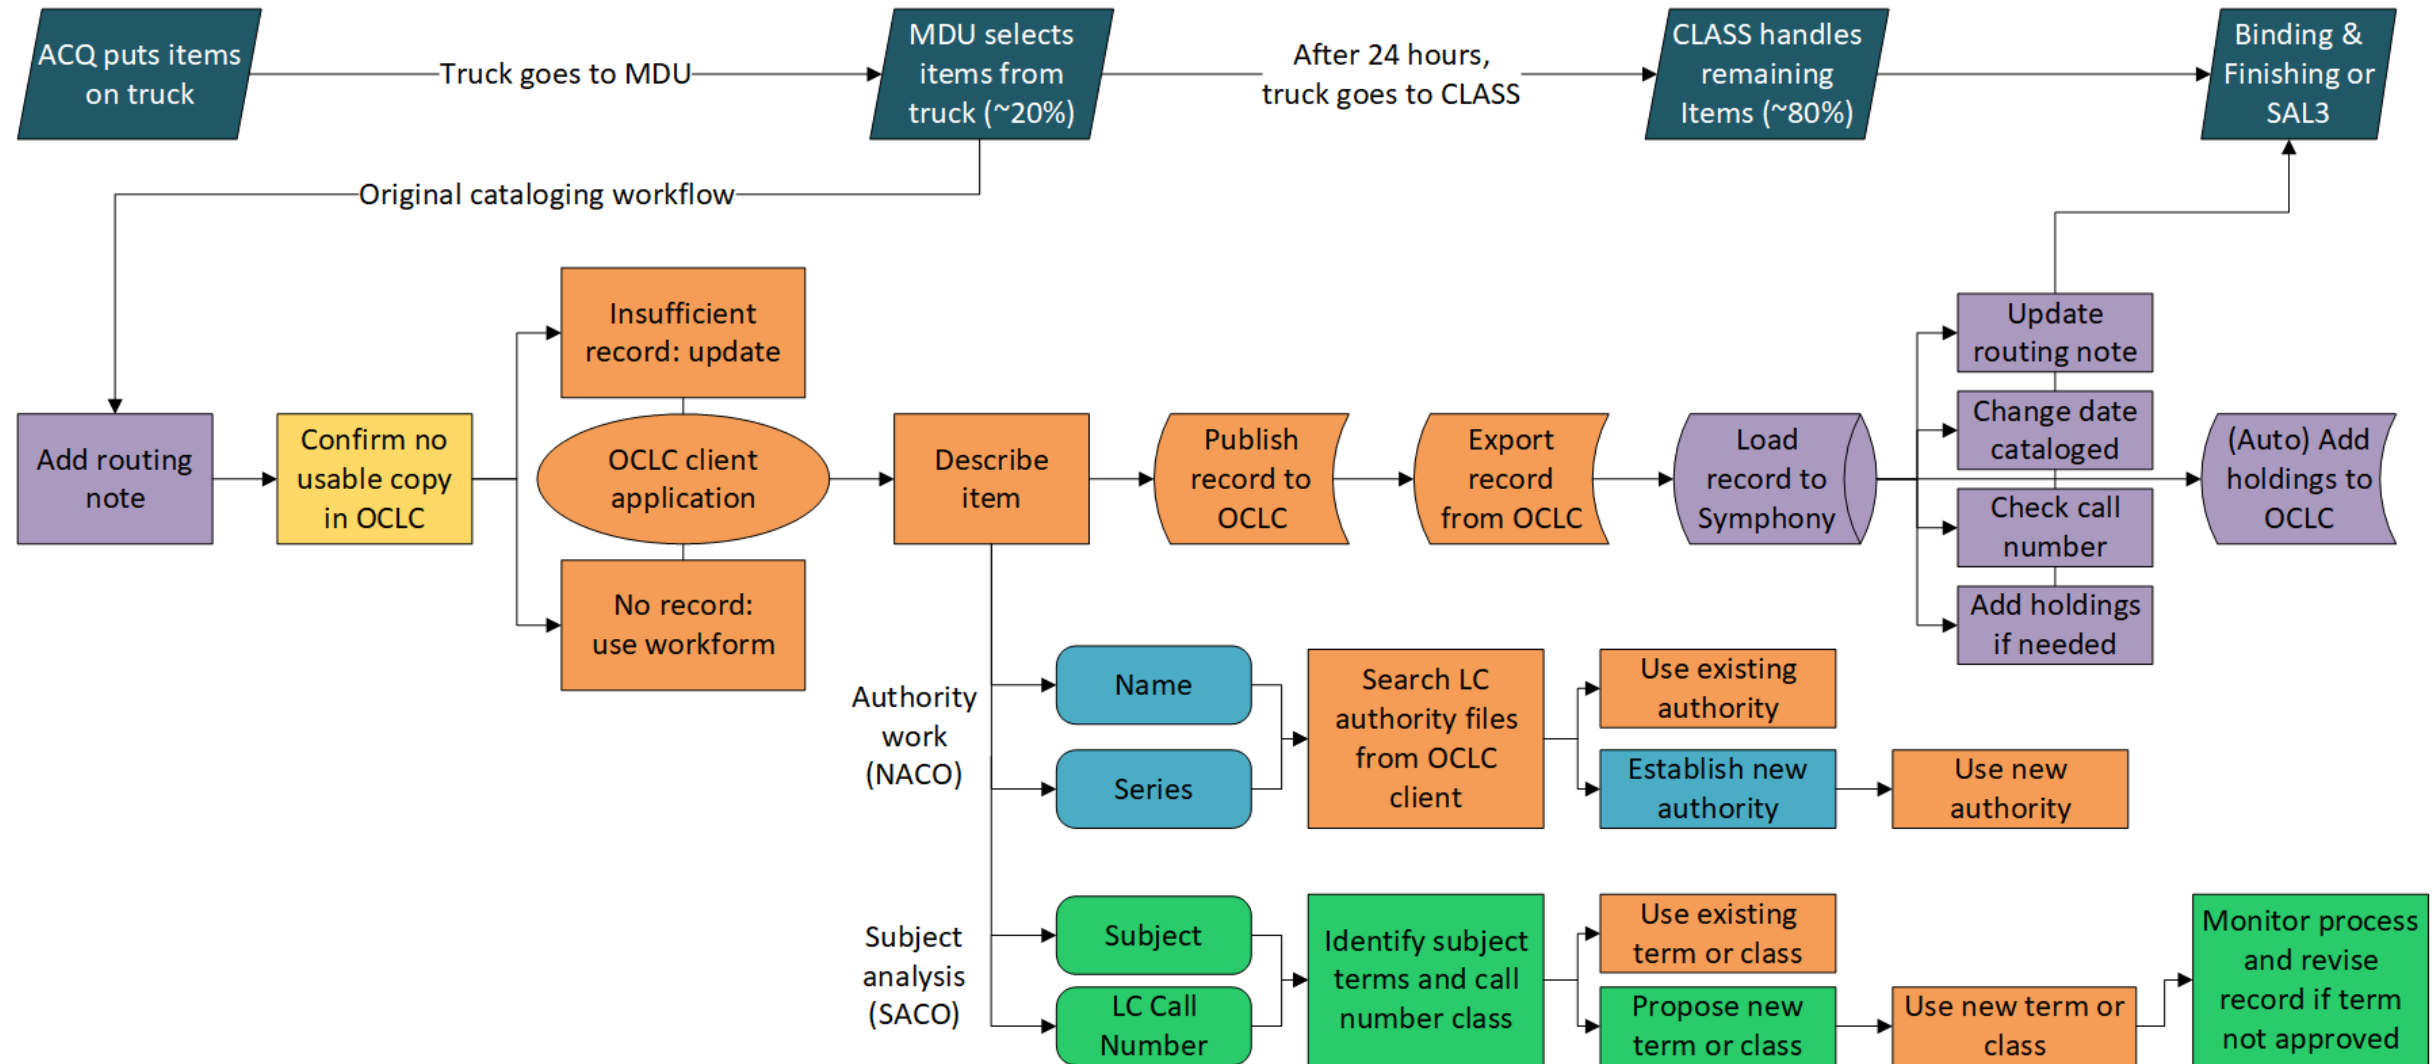 ACQ puts items
on truck
Truck goes to MDU
MDU selects
items from
truck (~20%)
After 24 hours,
truck goes to CLASS
CLASS handles
remaining
Items (~80%)
Binding &
Finishing or
SAL3
Original cataloging workflow
Add routing
note
Confirm no
usable copy
in OCLC
Insufficient
record: update
OCLC client
application
No record:
use workform
Describe
item
Publish
record to
OCLC
Export
record
from OCLC
Load
record to
Symphony
Update
routing note
Change date
cataloged
Check call
number
Add holdings
if needed
(Auto) Add
holdings to
OCLC
Authority
work
(NACO)
Name
Series
Search LC
authority files
from OCLC
client
Use existing
authority
Establish new
authority
Use new
authority
Subject
analysis
(SACO)
Subject
LC Call
Number
Identify subject
terms and call
number class
Use existing
term or class
Propose new
term or class
Use new term or
class
Monitor process
and revise
record if term
not approved